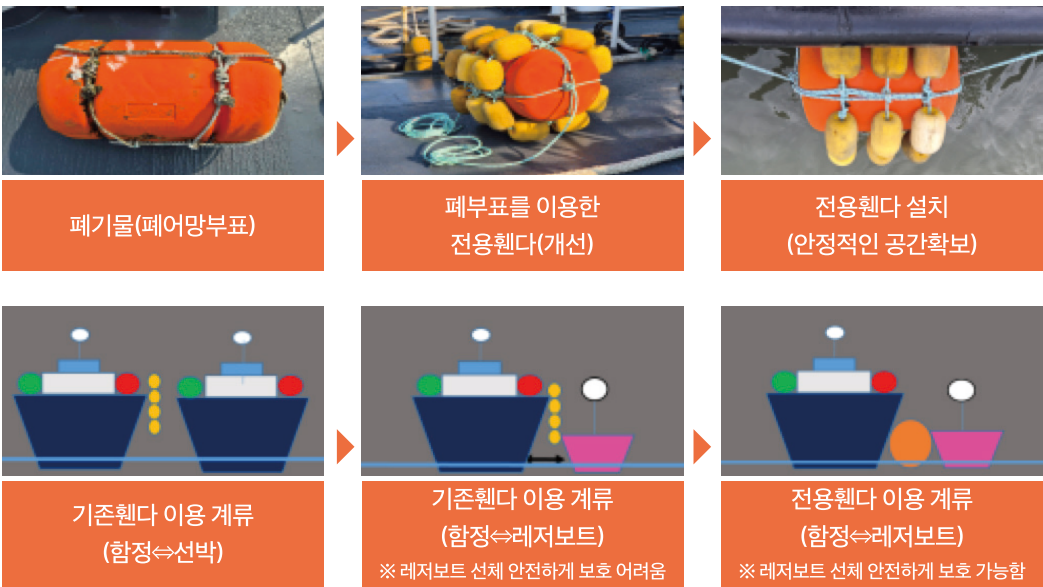 폐기물(폐어망부표)
폐부표를 이용한
전용휀다(개선)
전용휀다 설치
(안정적인 공간확보)
기존휀다 이용 계류
(함정⇔선박)
기존휀다 이용 계류
(함정⇔레저보트)
※ 레저보트 선체 안전하게 보호 어려움
전용휀다 이용 계류
(함정⇔레저보트)
※ 레저보트 선체 안전하게 보호 가능함